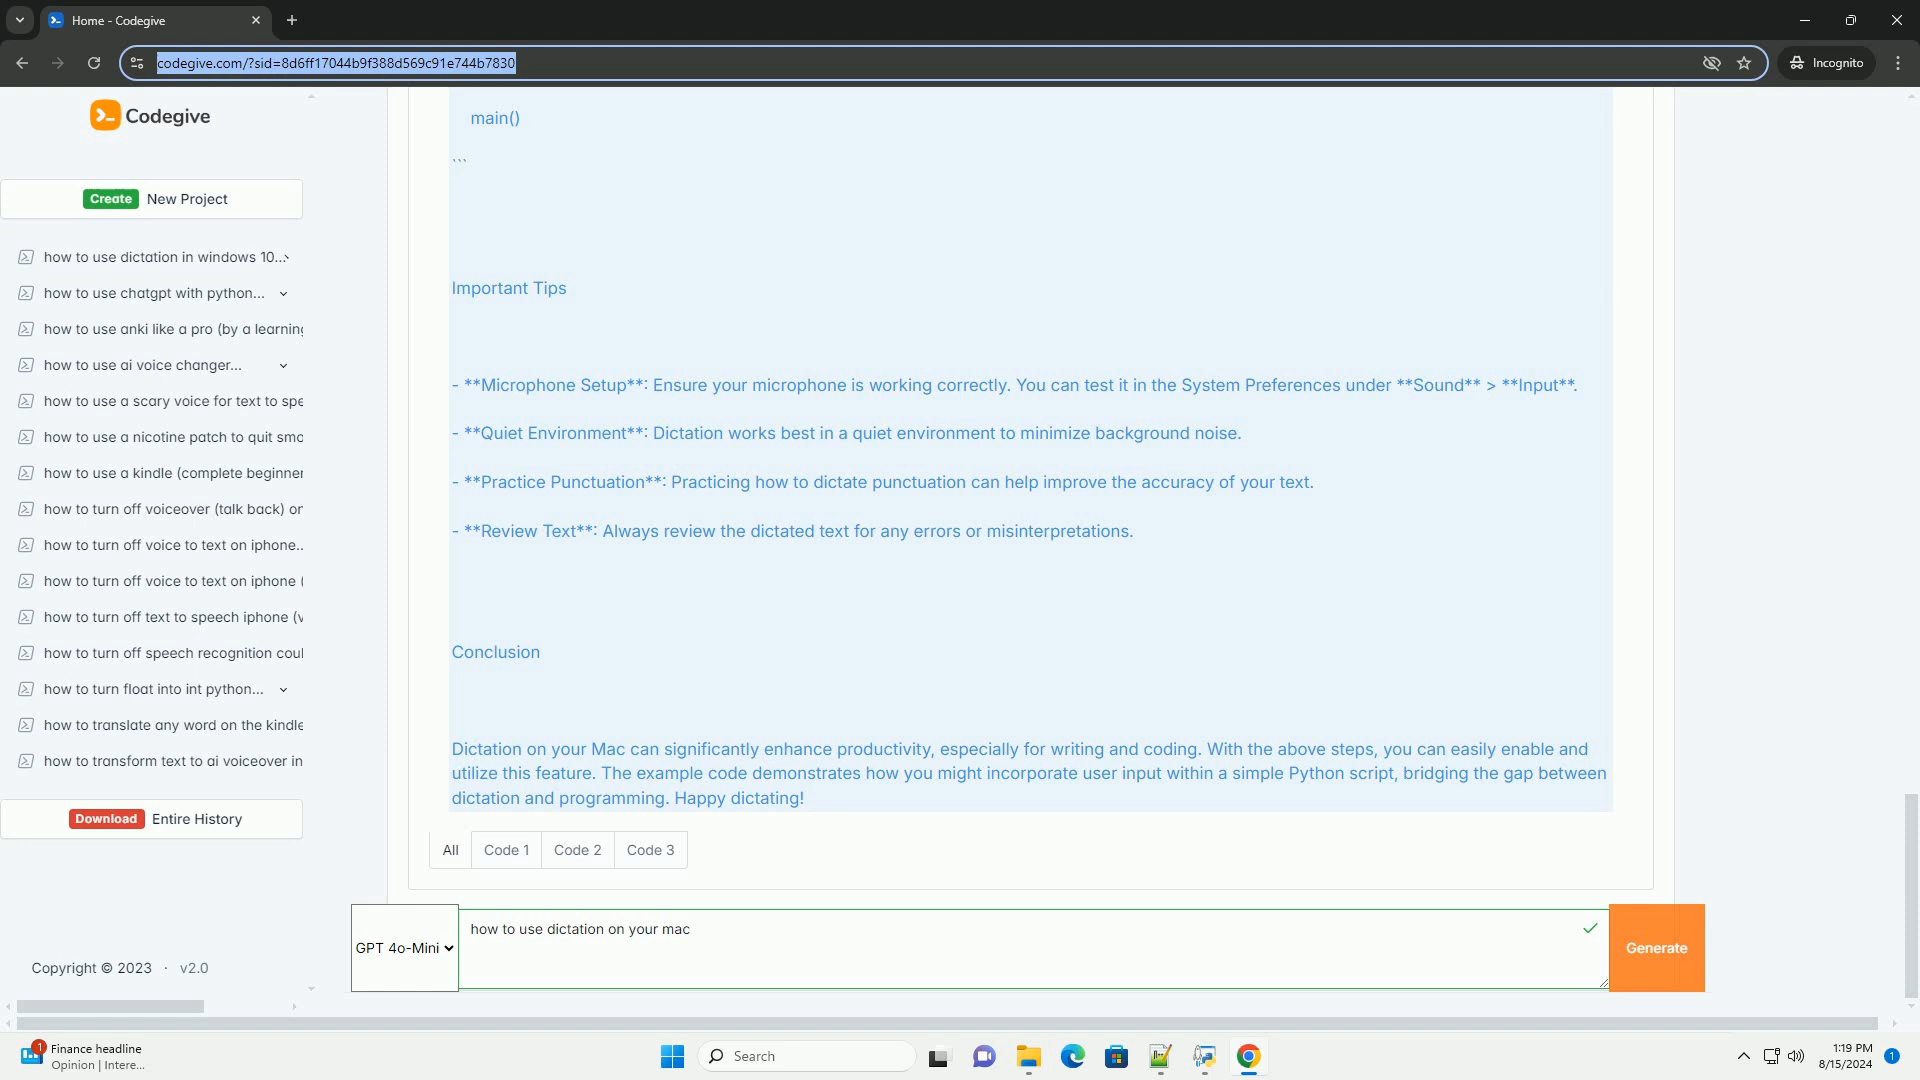 Home - Codegive
codegive.com/?sid=8d6ff17044b9f388d569c91e744b7830
Incognito
Codegive
Create New Project
how to use dictation in windows 10...
how to use chatgpt with python...
how to use anki like a pro (by a learning
how to use ai voice changer...
how to use a scary voice for text to spe
how to use a nicotine patch to quit smo
how to use a kindle (complete beginner
how to turn off voiceover (talk back) on
how to turn off voice to text on iphone..
how to turn off voice to text on iphone (
how to turn off text to speech iphone (v
how to turn off speech recognition coul
how to turn float into int python...
how to translate any word on the kindle
how to transform text to ai voiceover in
Download Entire History
Copyright © 2023 · v2.0
main()
```
Important Tips
- **Microphone Setup**: Ensure your microphone is working correctly. You can test it in the System Preferences under **Sound** > **Input**.
- **Quiet Environment**: Dictation works best in a quiet environment to minimize background noise.
- **Practice Punctuation**: Practicing how to dictate punctuation can help improve the accuracy of your text.
- **Review Text**: Always review the dictated text for any errors or misinterpretations.
Conclusion
Dictation on your Mac can significantly enhance productivity, especially for writing and coding. With the above steps, you can easily enable and
utilize this feature. The example code demonstrates how you might incorporate user input within a simple Python script, bridging the gap between
dictation and programming. Happy dictating!
All Code 1 Code 2 Code 3
GPT 4o-Mini
how to use dictation on your mac
Generate
1
Finance headline
Opinion | Intere...
Search
1:19 PM
8/15/2024
1